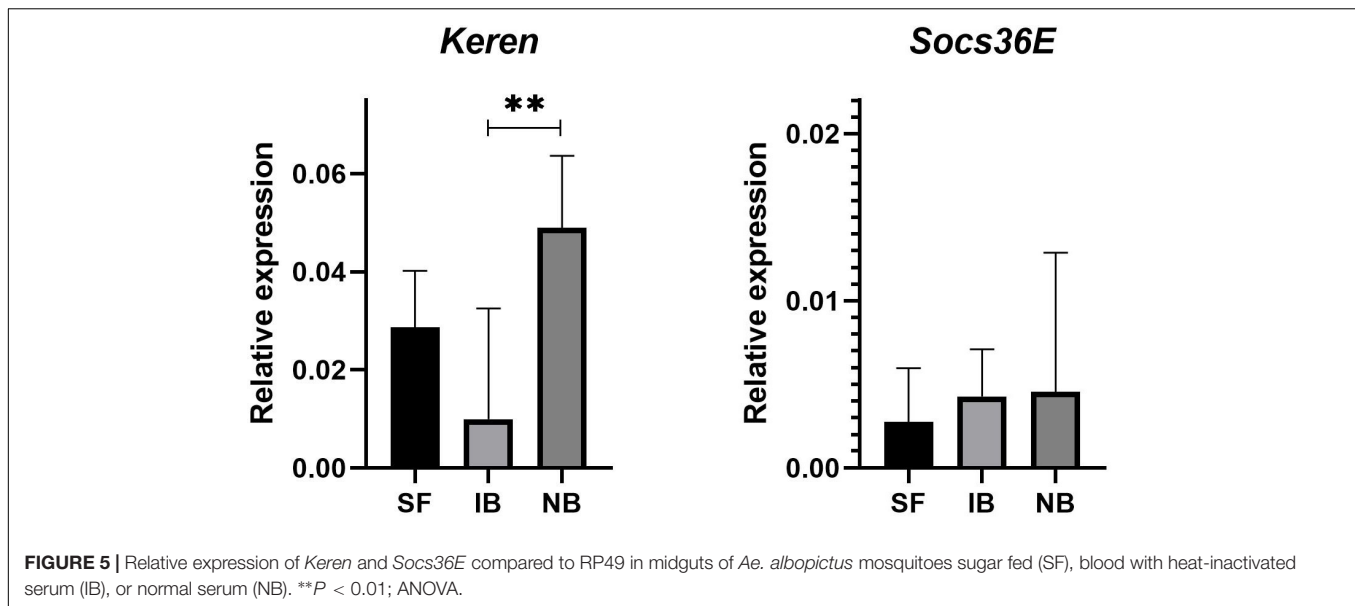 Keren
Socs36E
**
Relative expression
0.06
0.04
0.02
0.00
SF IB NB
Relative expression
0.02
0.01
0.00
SF IB NB
FIGURE 5 | Relative expression of Keren and Socs36E compared to RP49 in midguts of Ae. albopictus mosquitoes sugar fed (SF), blood with heat-inactivated
serum (IB), or normal serum (NB). **P < 0.01; ANOVA.